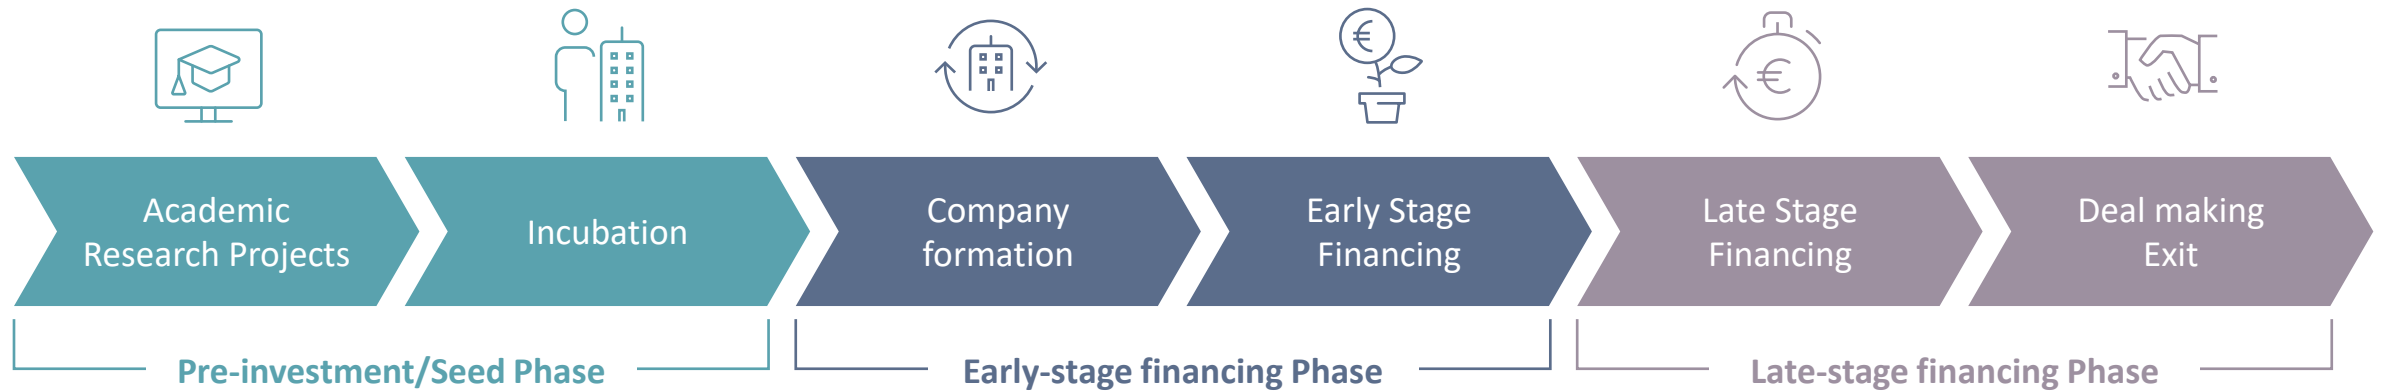 Academic
Research Projects
Incubation
Company
formation
Early Stage
Financing
Late Stage
Financing
Deal making
Exit
Pre-investment/Seed Phase
Early-stage financing Phase
Late-stage financing Phase